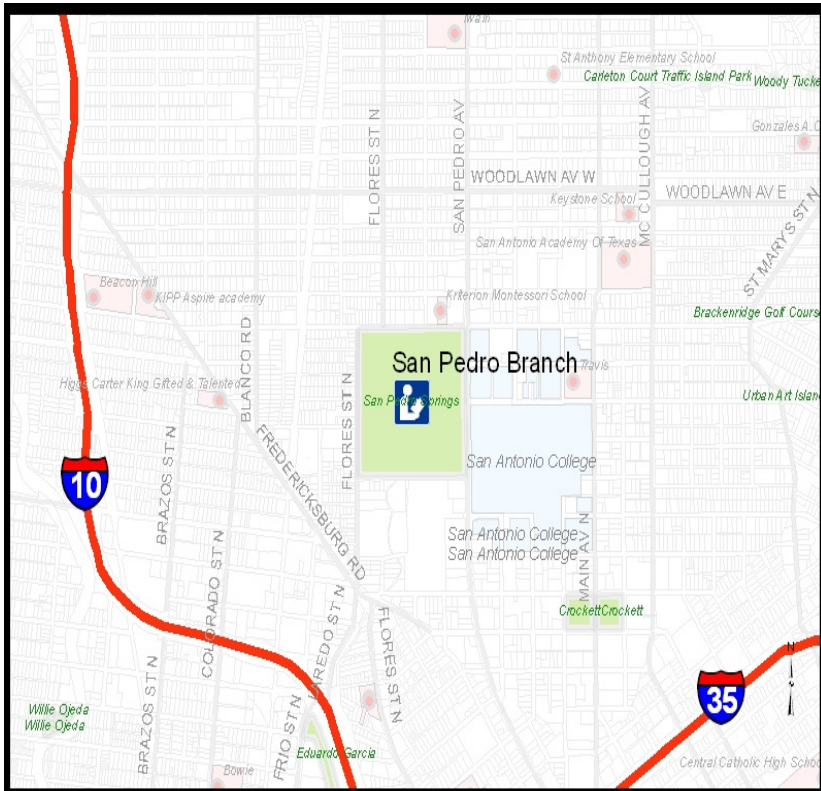 Main
St Anthony Elementary School
Carleton Court Traffic Island Park
Woody Tucke
Gonzales A.C
FLORES ST N
SAN PEDRO AV
MC CULLOUGH AV
WOODLAWN AV W
WOODLAWN AV E
Keystone School
ST MARYS ST N
San Antonio Academy Of Texas
Beacon Hill
KIPP Aspire academy
Kriterion Montessori School
Brackenridge Golf Course
BLANCO RD
San Pedro Branch
Travis
Higgs Carter King Gifted & Talented
San Pedro Springs
Urban Art Island
FLORES ST N
FREDERICKSBURG RD
San Antonio College
10
BRAZOS ST N
San Antonio College
San Antonio College
COLORADO ST N
MAIN AV N
CrockettCrockett
LAREDO ST N
FLORES ST N
N
35
Willie Ojeda
Willie Ojeda
BRAZOS ST N
FRIO ST N
Eduardo Garcia
Bowie
Central Catholic High Schoo